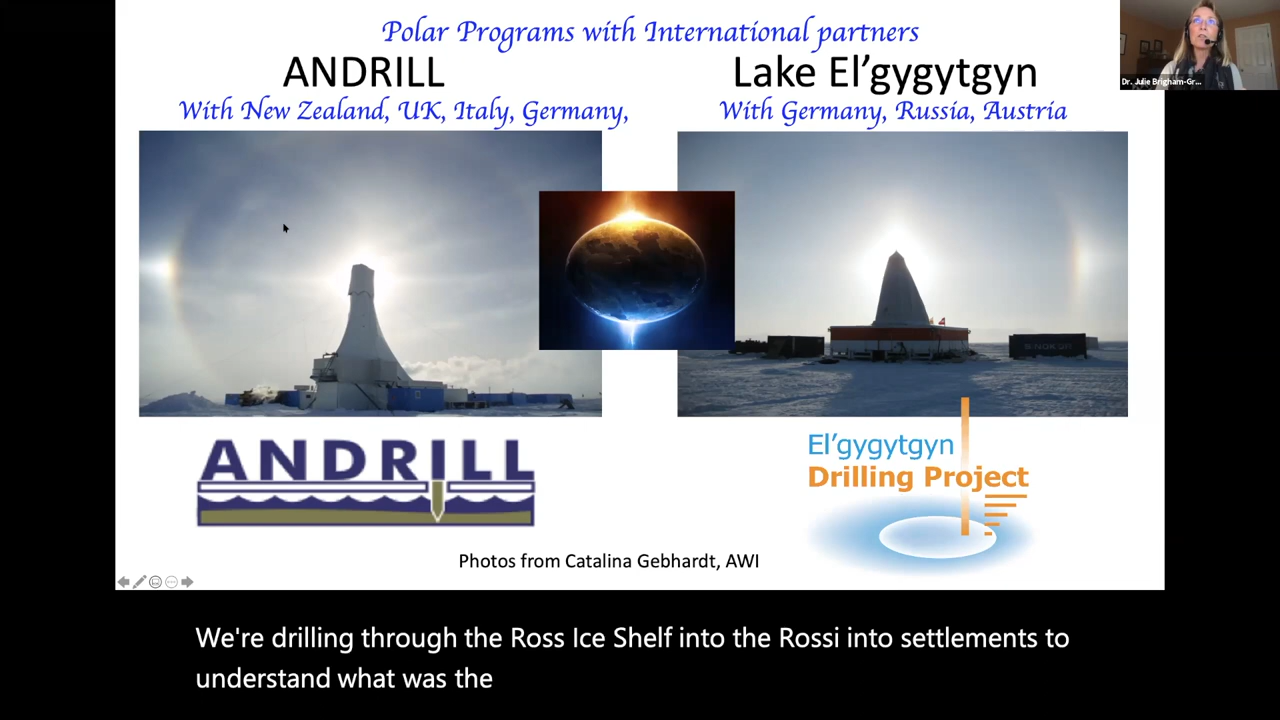 Polar Programs with International partners
ANDRILL
With New Zealand, UK, Italy, Germany,
Lake El’gygytgyn
With Germany, Russia, Austria
Dr. Julie Brigham-Gr...
ANDRILL
El’gygytgyn
Drilling Project
Photos from Catalina Gebhardt, AWI
We're drilling through the Ross Ice Shelf into the Rossi into settlements to
understand what was the